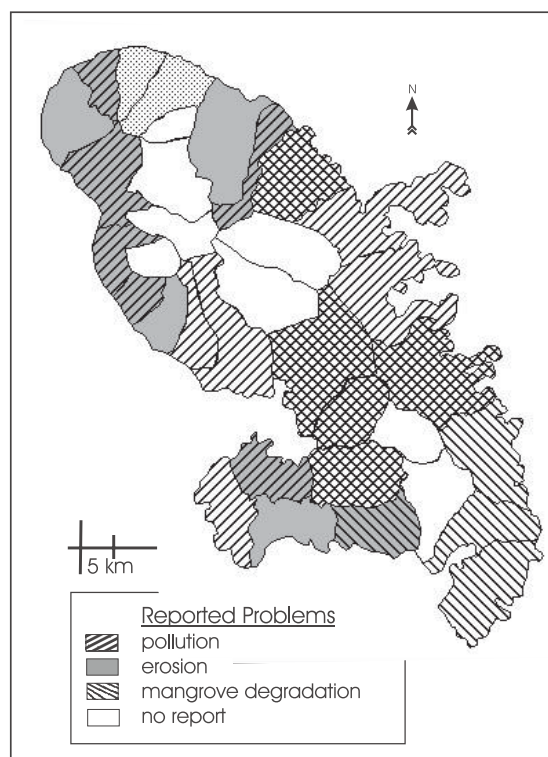 N
5 km
Reported Problems
pollution
erosion
mangrove degradation
no report